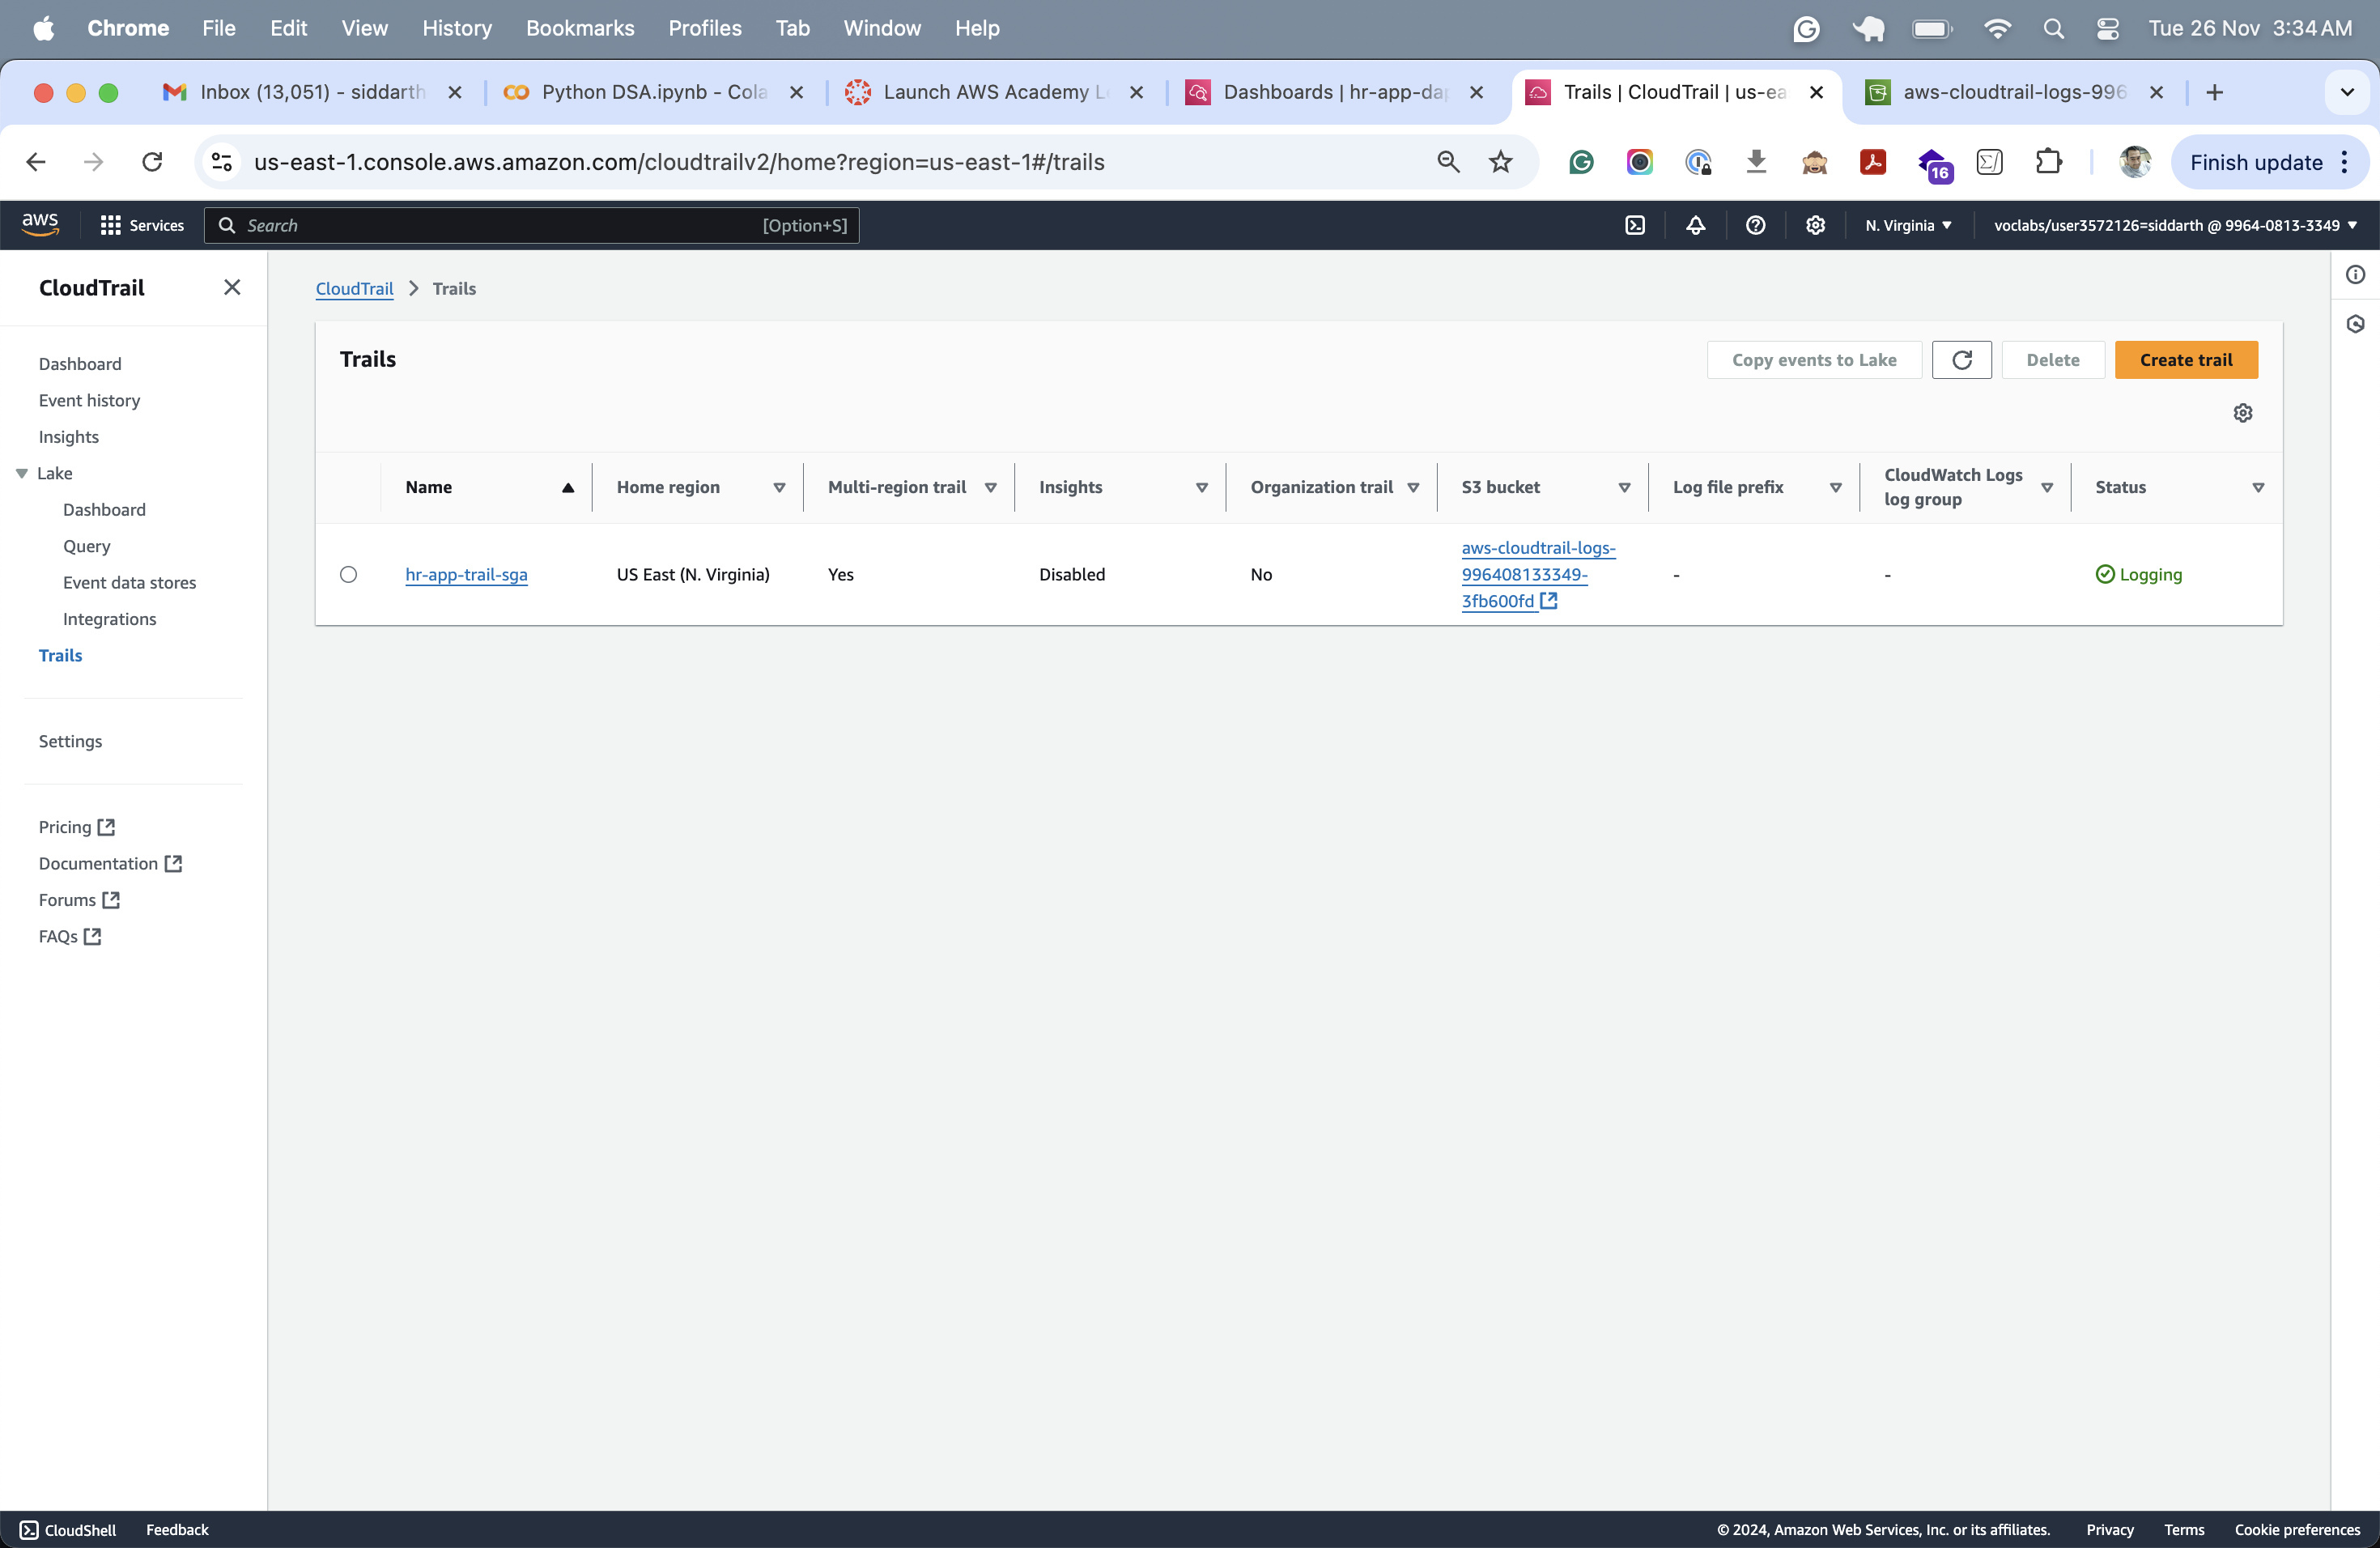 Chrome File Edit View History Bookmarks Profiles Tab Window Help Tue 26 Nov 3:34 AM
Inbox (13,051) - siddarth Python DSA.ipynb - Cola Launch AWS Academy L Dashboards | hr-app-da Trails | CloudTrail | us-ea aws-cloudtrail-logs-996
us-east-1.console.aws.amazon.com/cloudtrailv2/home?region=us-east-1#/trails 16 Finish update
aws Services Search [Option+S] N. Virginia voclabs/user3572126=siddarth @ 9964-0813-3349
CloudTrail
Dashboard
Event history
Insights
Lake
Dashboard
Query
Event data stores
Integrations
Trails
Settings
Pricing
Documentation
Forums
FAQs
CloudTrail Trails
Trails
Copy events to Lake Delete Create trail
Name Home region Multi-region trail Insights Organization trail S3 bucket Log file prefix CloudWatch Logs log group Status
hr-app-trail-sga US East (N. Virginia) Yes Disabled No aws-cloudtrail-logs-996408133349-3fb600fd - - Logging
CloudShell Feedback © 2024, Amazon Web Services, Inc. or its affiliates. Privacy Terms Cookie preferences